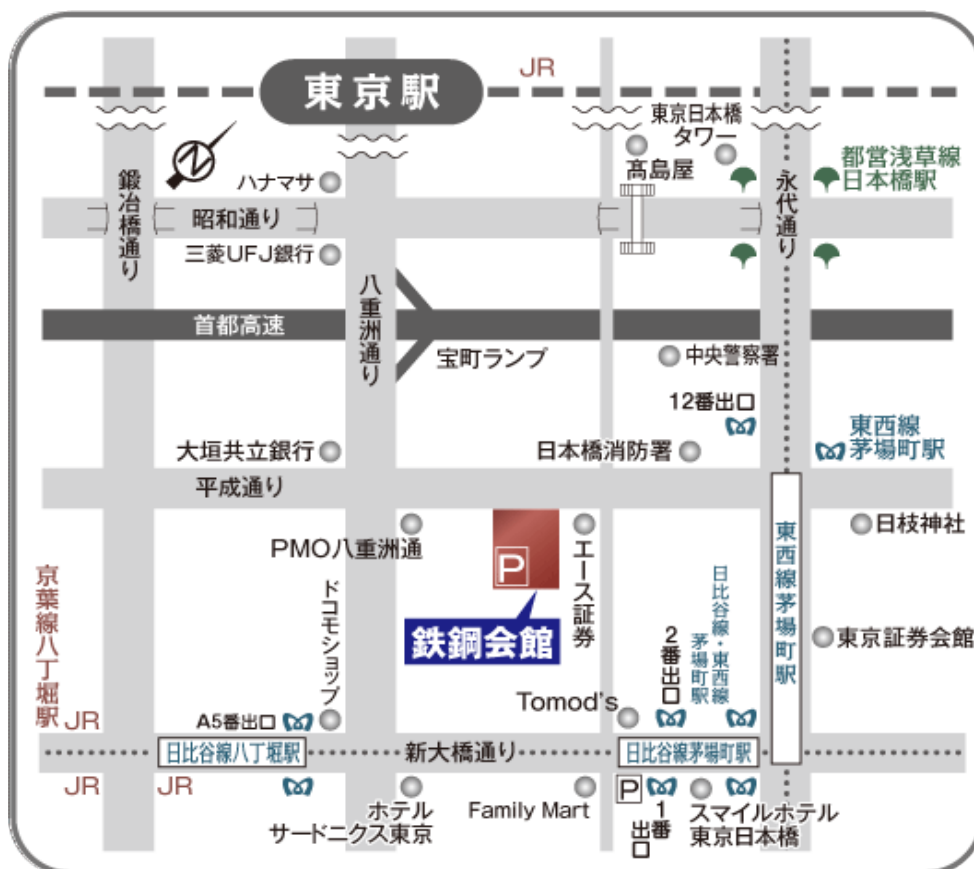 JR
東京駅
東京日本橋
タワー
髙島屋
都営浅草線
日本橋駅
鍛冶橋通り
N
ハナマサ
昭和通り
永代通り
三菱UFJ銀行
八重洲通り
首都高速
宝町ランプ
中央警察署
12番出口
東西線
茅場町駅
大垣共立銀行
日本橋消防署
平成通り
PMO八重洲通
P
エース証券
日枝神社
東西線茅場町駅
京葉線八丁堀駅
ドコモショップ
鉄鋼会館
2番出口
日比谷線・東西線
茅場町駅
東京証券会館
Tomod's
JR
A5番出口
日比谷線八丁堀駅
新大橋通り
日比谷線茅場町駅
JR
JR
ホテル
サードニクス東京
Family Mart
P
1番
出口
スマイルホテル
東京日本橋